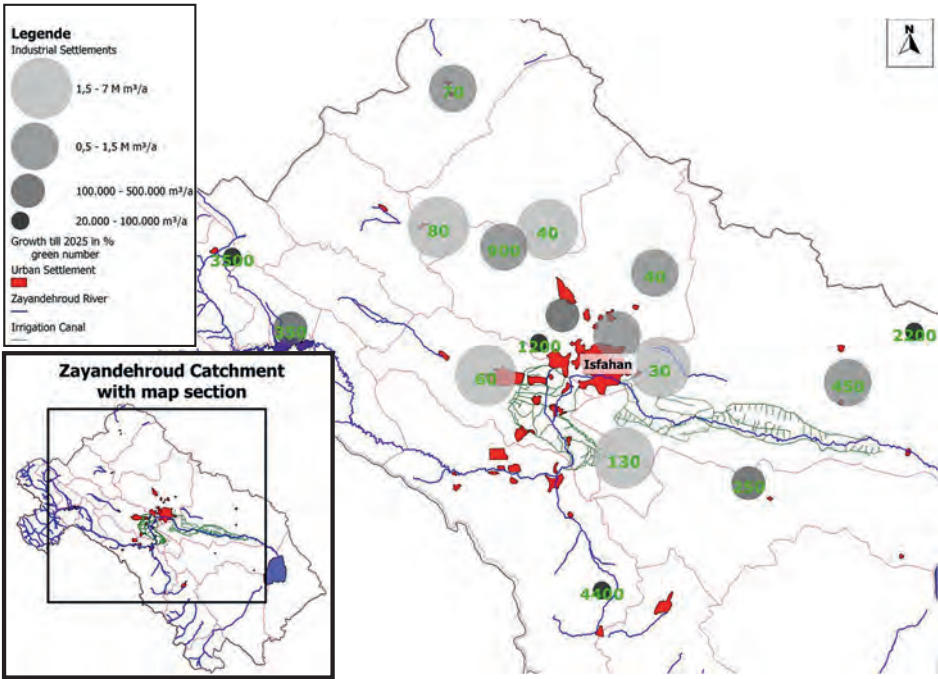 Legende
Industrial Settlements
1,5 - 7 M m³/a
0,5 - 1,5 M m³/a
100.000 - 500.000 m³/a
20.000 - 100.000 m³/a
Growth till 2025 in %
green number
Urban Settlement
Zayandehroud River
Irrigation Canal
N
70
80
900
40
3500
40
2200
1200
Isfahan
60
30
450
130
4400
Zayandehroud Catchment
with map section